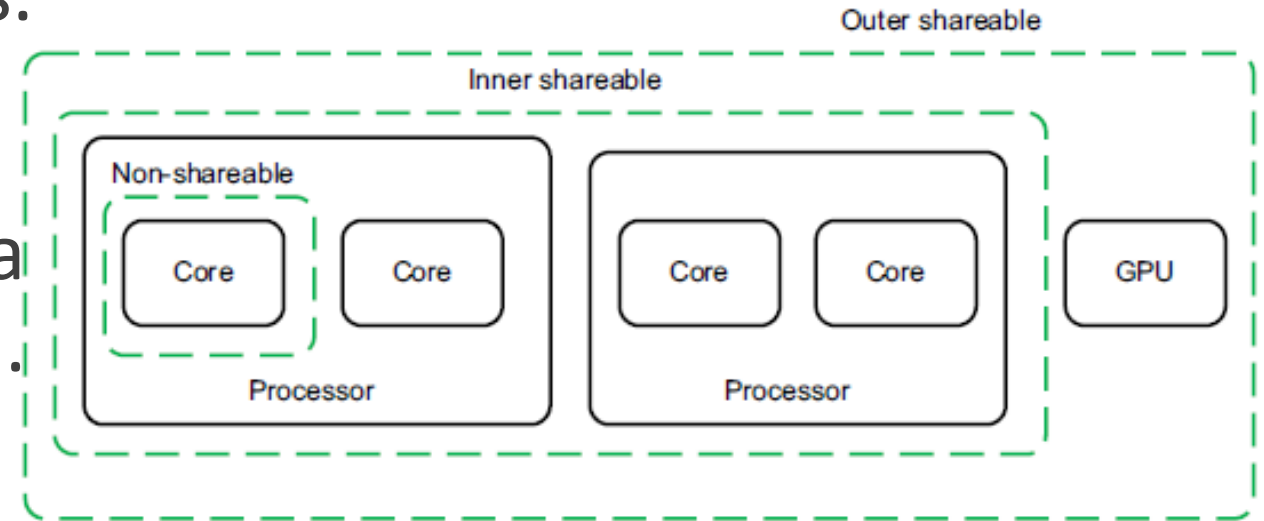 s.
Outer shareable
Inner shareable
Non-shareable
a
Core
Core
Core
Core
GPU
.
Processor
Processor